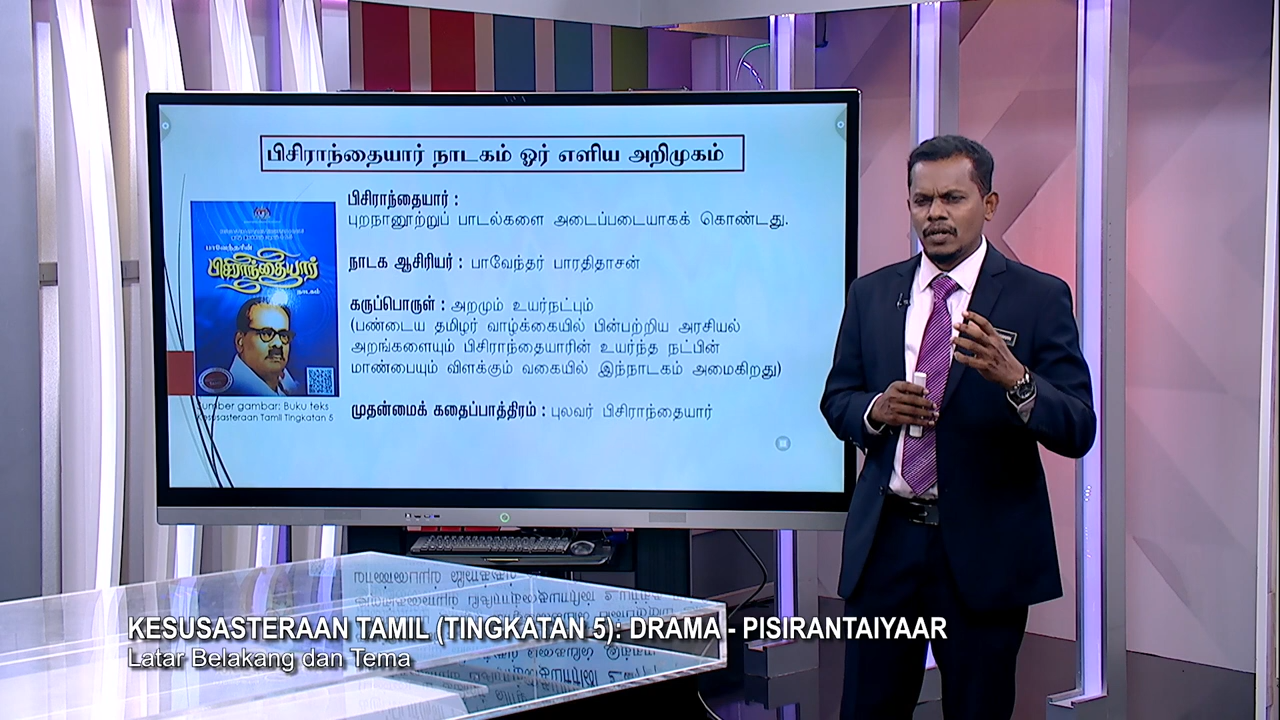 பிசிராந்தையார் நாடகம் ஓர் எளிய அறிமுகம்
பிசிராந்தையார் :
புறநானூற்றுப் பாடல்களை அடைப்படையாகக் கொண்டது.
நாடக ஆசிரியர் : பாவேந்தர் பாரதிதாசன்
கருப்பொருள் : அறமும் உயர்நட்பும்
(பண்டைய தமிழர் வாழ்க்கையில் பின்பற்றிய அரசியல்
அறங்களையும் பிசிராந்தையாரின் உயர்ந்த நட்பின்
மாண்பையும் விளக்கும் வகையில் இந்நாடகம் அமைகிறது)
முதன்மைக் கதைப்பாத்திரம் : புலவர் பிசிராந்தையார்
பாவேந்தரின்
பிசிராந்தையார்
நாடகம்
Sumber gambar: Buku teks
Kesusasteraan Tamil Tingkatan 5
KESUSASTERAAN TAMIL (TINGKATAN 5): DRAMA - PISIRANTAIYAAR
Latar Belakang dan Tema